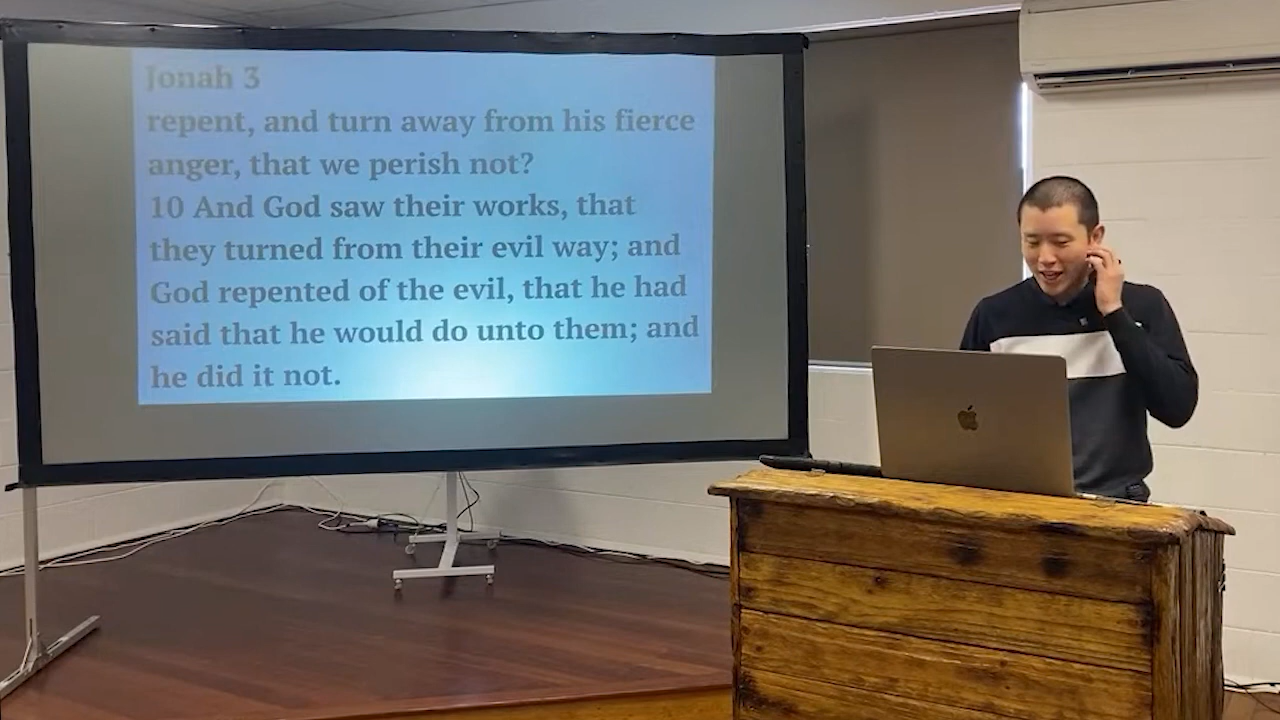 Jonah 3
repent, and turn away from his fierce
anger, that we perish not?
10 And God saw their works, that
they turned from their evil way; and
God repented of the evil, that he had
said that he would do unto them; and
he did it not.